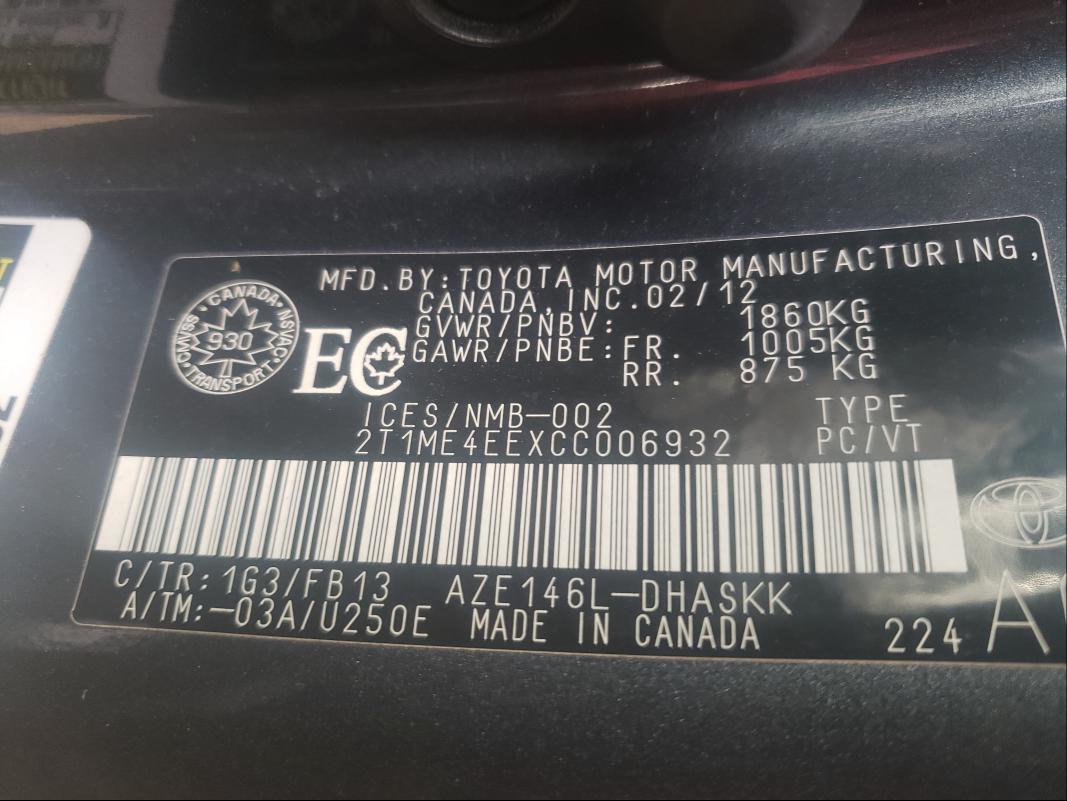 MFD.BY:TOYOTA MOTOR MANUFACTURING,
CANADA, INC. 02/12
GVWR/PNBV: 1860KG
GAWR/PNBE: FR. 1005KG
RR. 875 KG
CANADA
930
TRANSPORT
NSVAC
SMVC
EC
ICES/NMB-002 TYPE
2T1ME4EEXCC006932 PC/VT
C/TR: 1G3/FB13 AZE146L-DHASKK
A/TM:-03A/U250E MADE IN CANADA 224
A